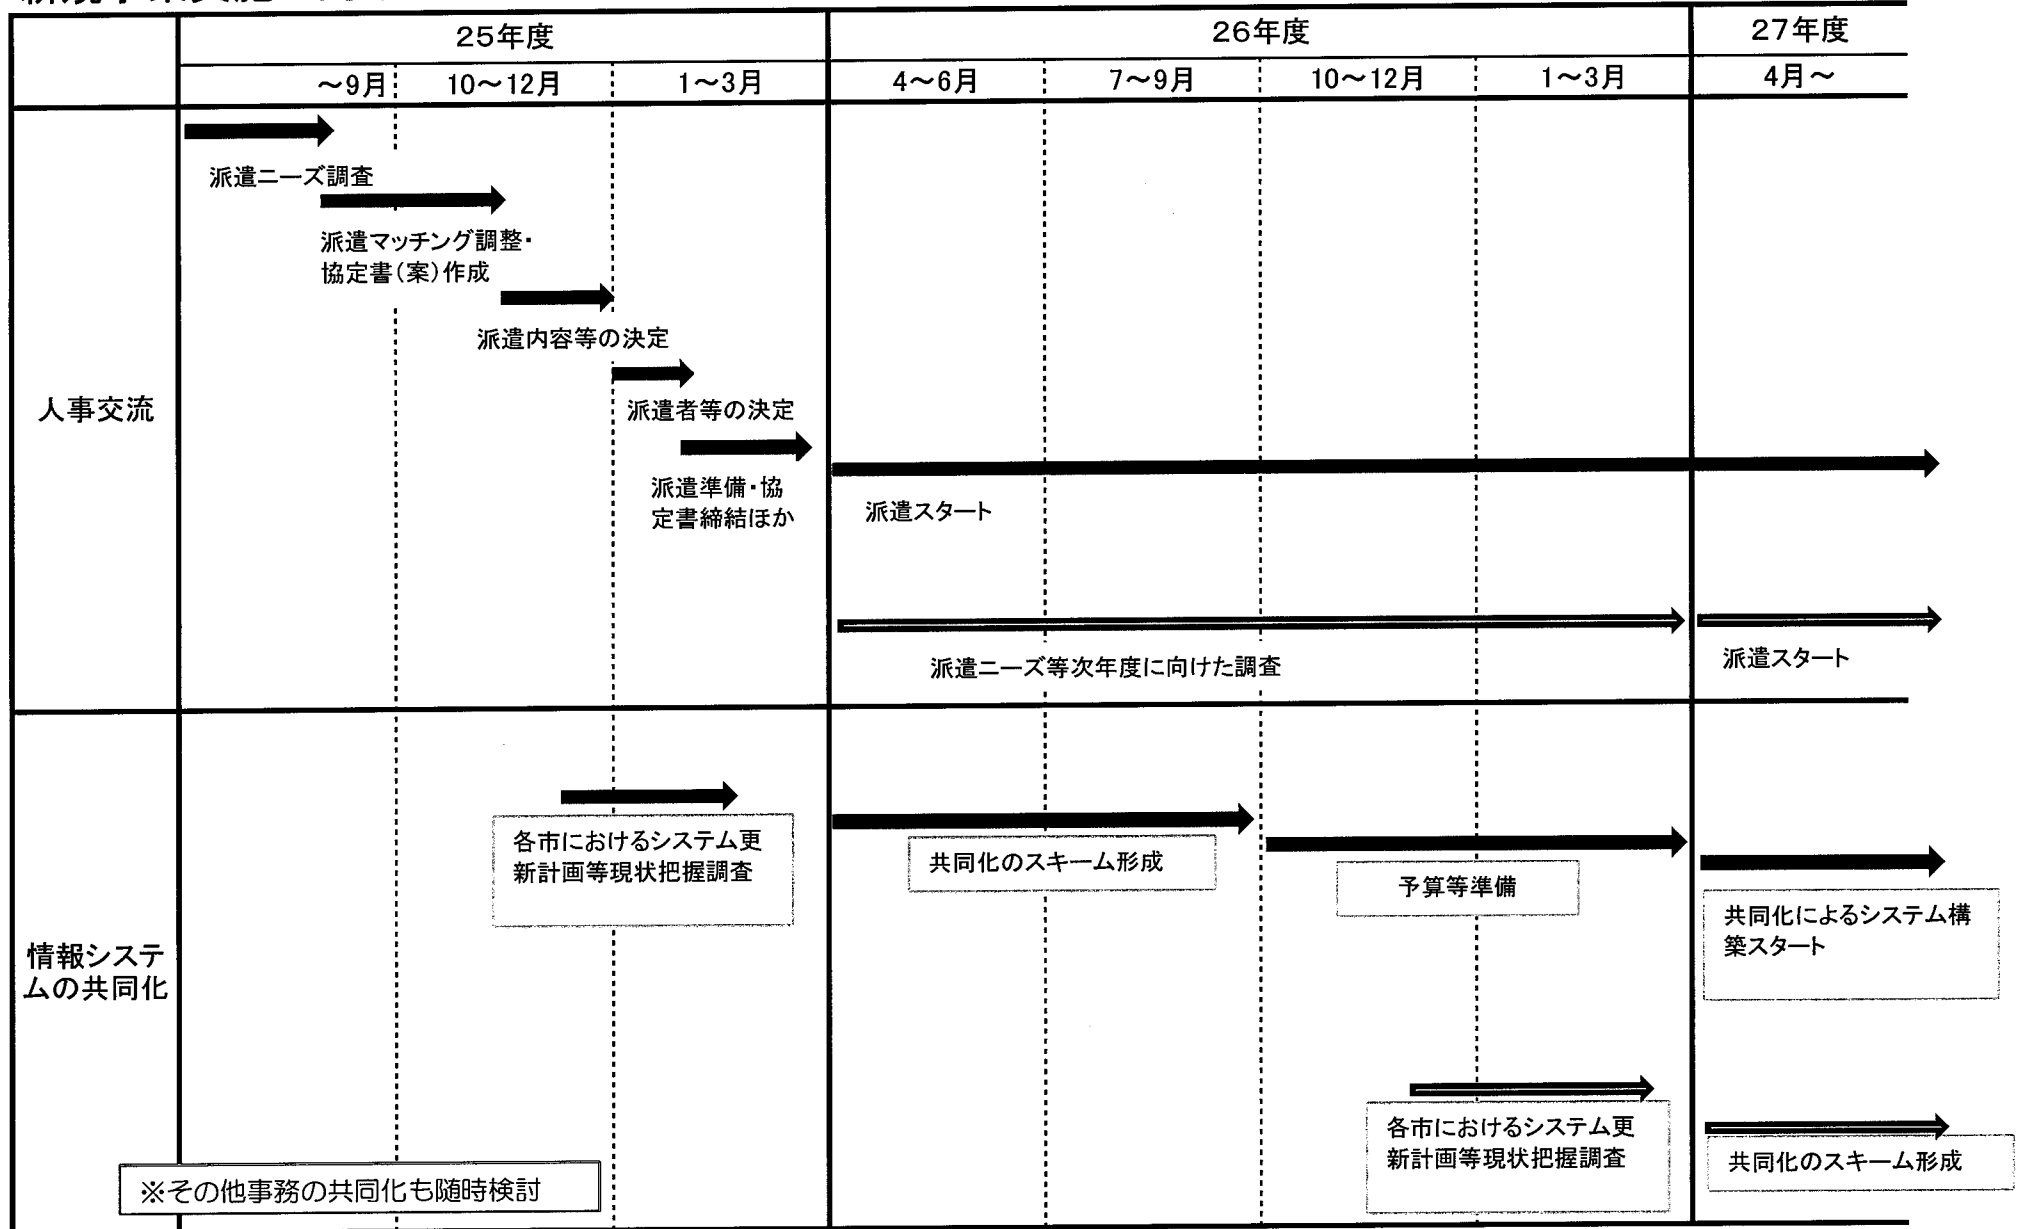 25年度
26年度
27年度
～9月
10～12月
1～3月
4～6月
7～9月
10～12月
1～3月
4月～
人事交流
派遣ニーズ調査
派遣マッチング調整・
協定書(案)作成
派遣内容等の決定
派遣者等の決定
派遣準備・協
定書締結ほか
派遣スタート
派遣ニーズ等次年度に向けた調査
派遣スタート
情報システ
ムの共同化
各市におけるシステム更
新計画等現状把握調査
共同化のスキーム形成
予算等準備
共同化によるシステム構
築スタート
各市におけるシステム更
新計画等現状把握調査
共同化のスキーム形成
※その他事務の共同化も随時検討